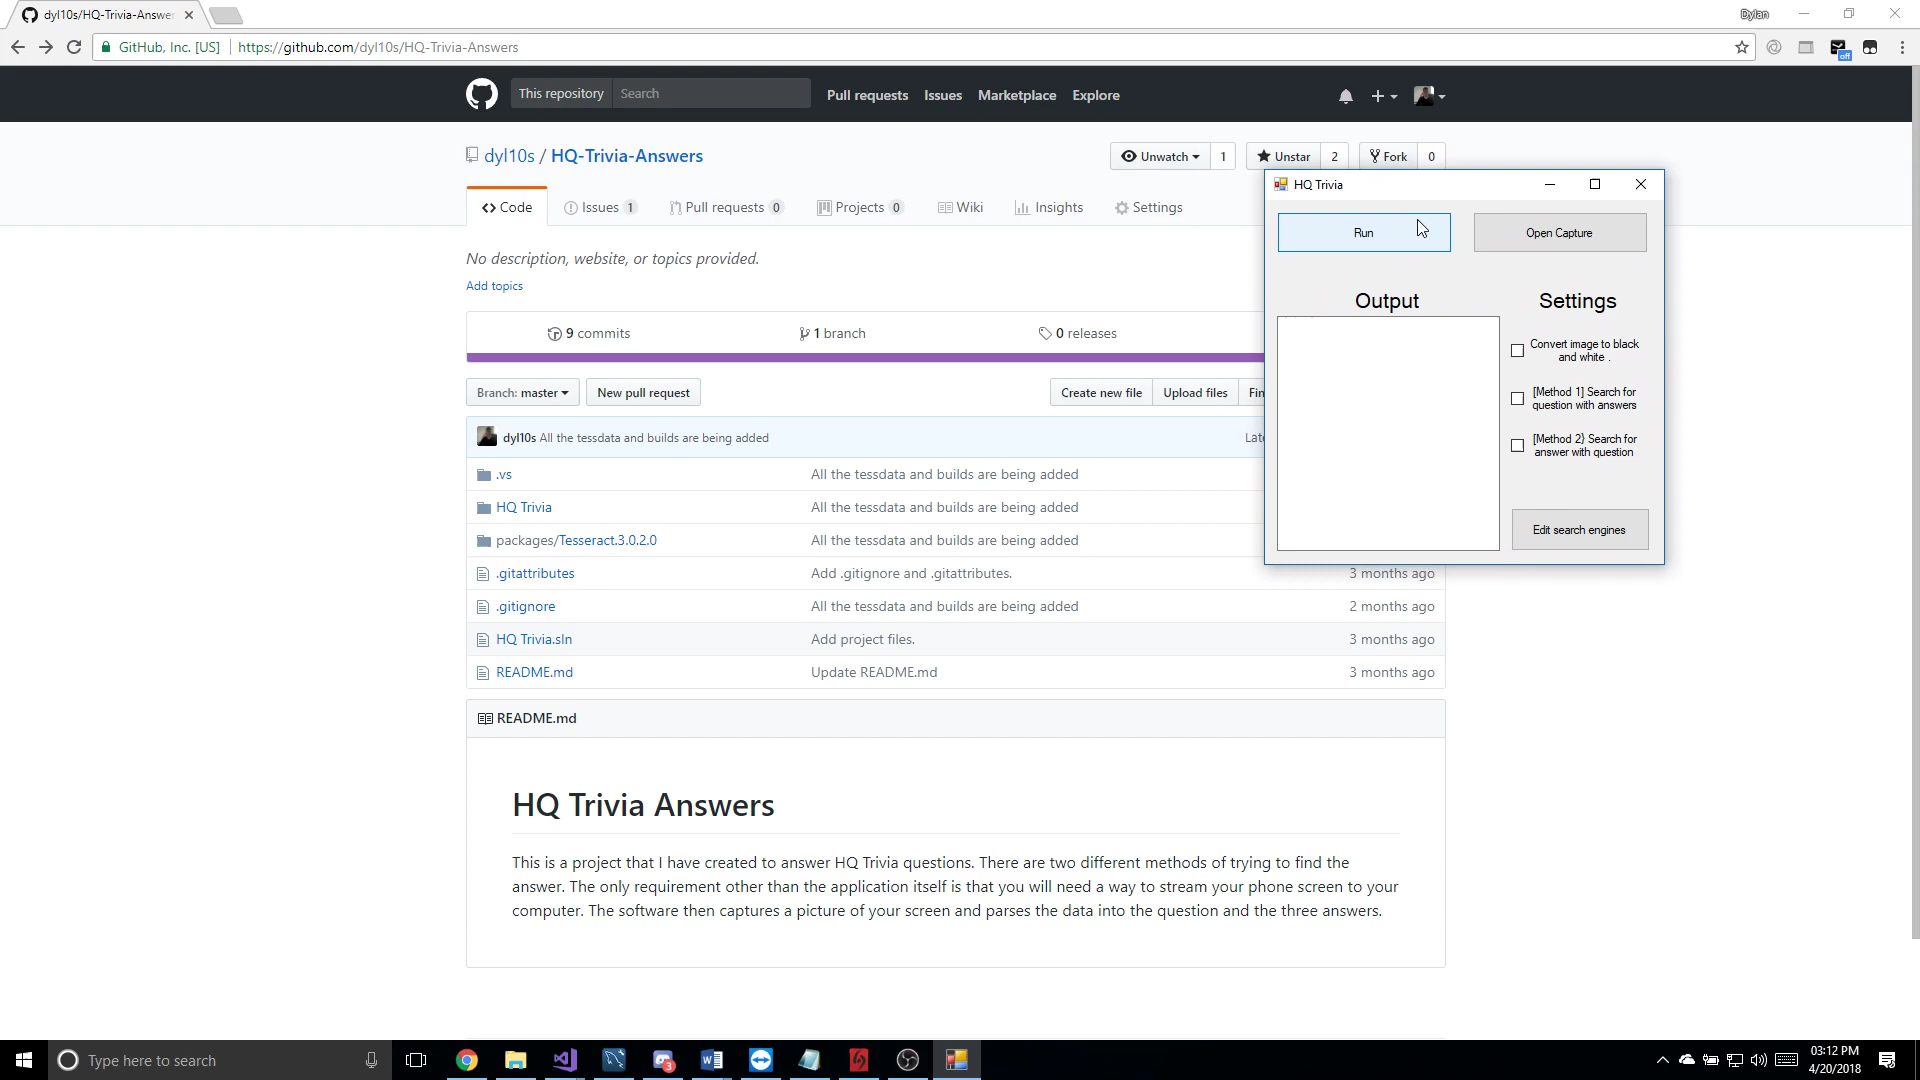 dyl10s/HQ-Trivia-Answer
Dylan
GitHub, Inc. [US]
https://github.com/dyl10s/HQ-Trivia-Answers
off
This repository
Search
Pull requests
Issues
Marketplace
Explore
dyl10s / HQ-Trivia-Answers
Unwatch
1
Unstar
2
Fork
0
Code
Issues 1
Pull requests 0
Projects 0
Wiki
Insights
Settings
No description, website, or topics provided.
Add topics
9 commits
1 branch
0 releases
Branch: master
New pull request
Create new file
Upload files
Fin
dyl10s All the tessdata and builds are being added
Late
.vs
All the tessdata and builds are being added
HQ Trivia
All the tessdata and builds are being added
packages/Tesseract.3.0.2.0
All the tessdata and builds are being added
.gitattributes
Add .gitignore and .gitattributes.
3 months ago
.gitignore
All the tessdata and builds are being added
2 months ago
HQ Trivia.sln
Add project files.
3 months ago
README.md
Update README.md
3 months ago
README.md
HQ Trivia Answers
This is a project that I have created to answer HQ Trivia questions. There are two different methods of trying to find the
answer. The only requirement other than the application itself is that you will need a way to stream your phone screen to your
computer. The software then captures a picture of your screen and parses the data into the question and the three answers.
HQ Trivia
Run
Open Capture
Output
Settings
Convert image to black
and white .
[Method 1] Search for
question with answers
[Method 2} Search for
answer with question
Edit search engines
Type here to search
3
03:12 PM
4/20/2018